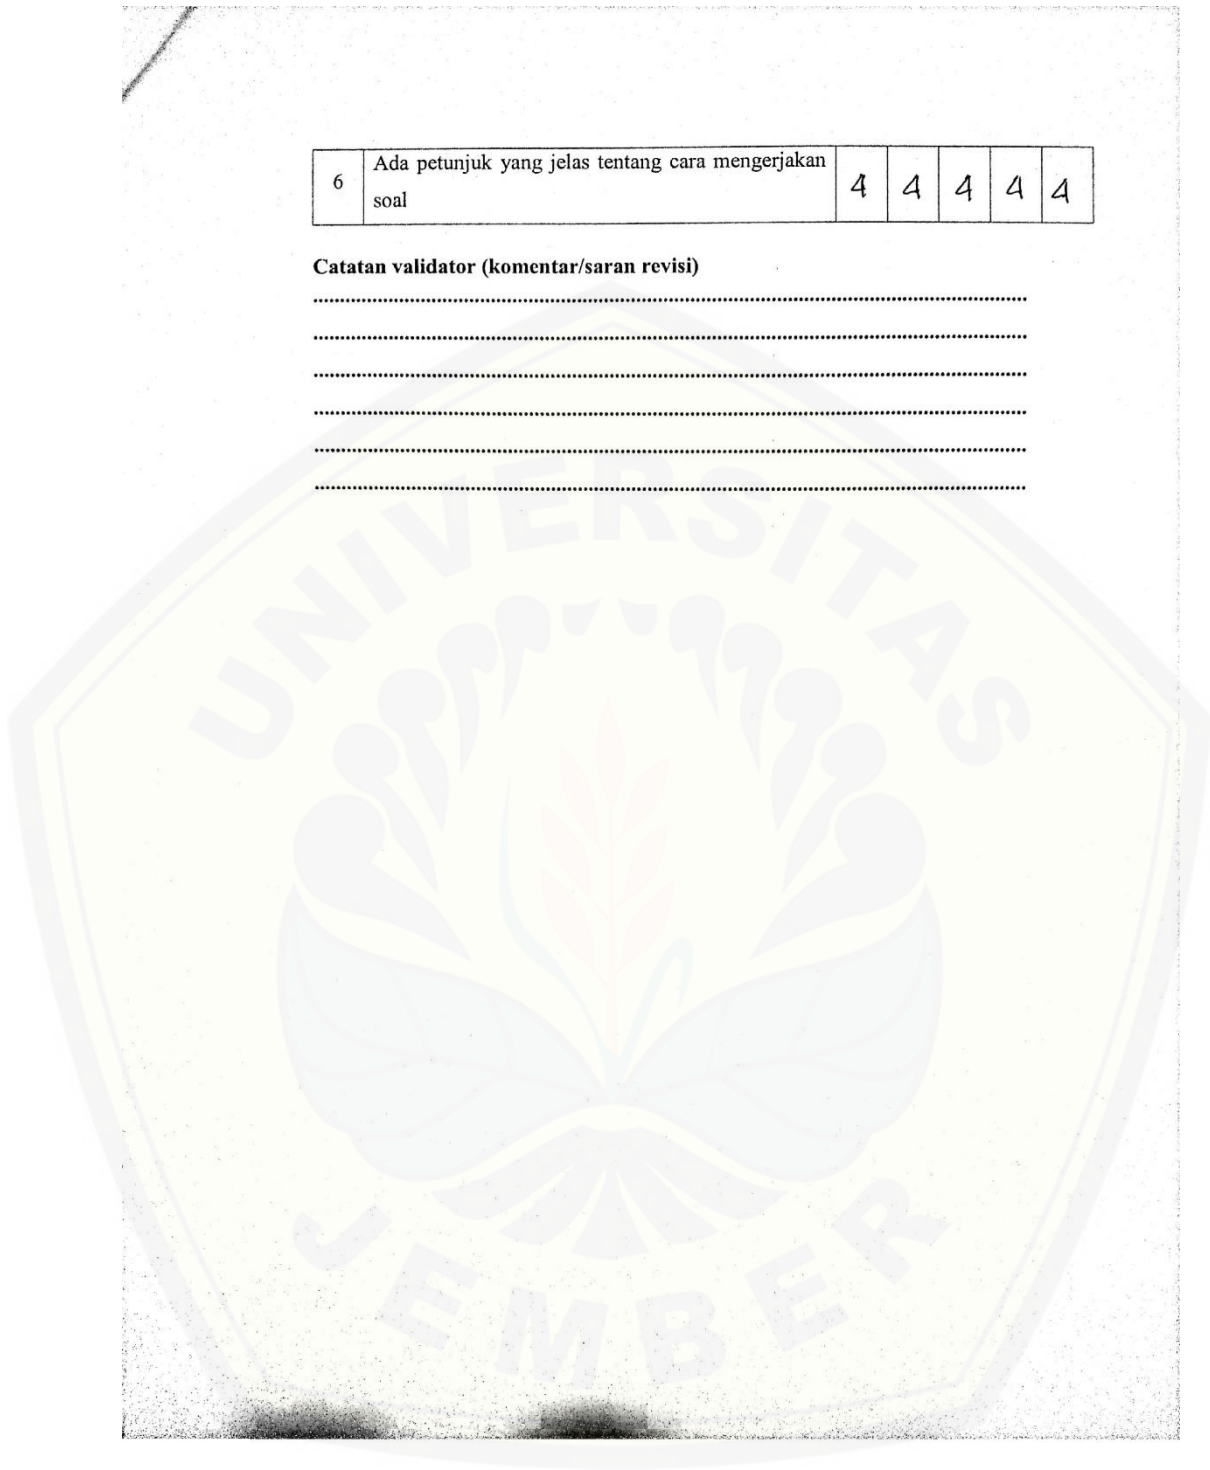 6 Ada petunjuk yang jelas tentang cara mengerjakan soal 4 4 4 4 4
Catatan validator (komentar/saran revisi)
UNIVERSITAS
JEMBER